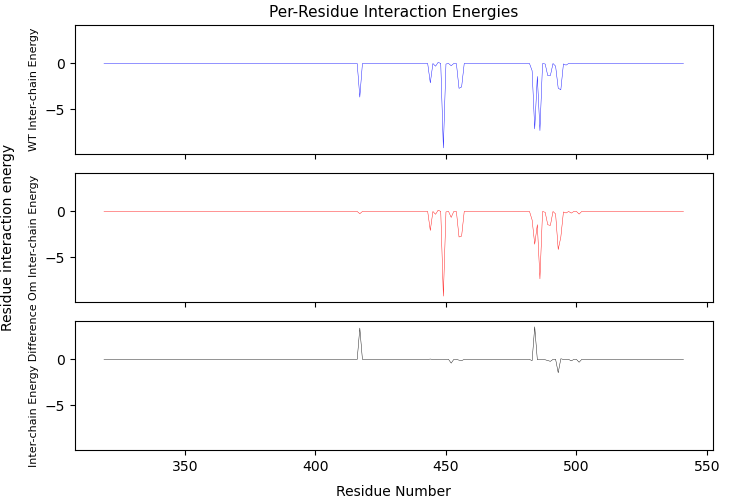 Per-Residue Interaction Energies
WT Inter-chain Energy
0
−5
Residue interaction energy
Om Inter-chain Energy
0
−5
Inter-chain Energy Difference
0
−5
350
400
450
500
550
Residue Number